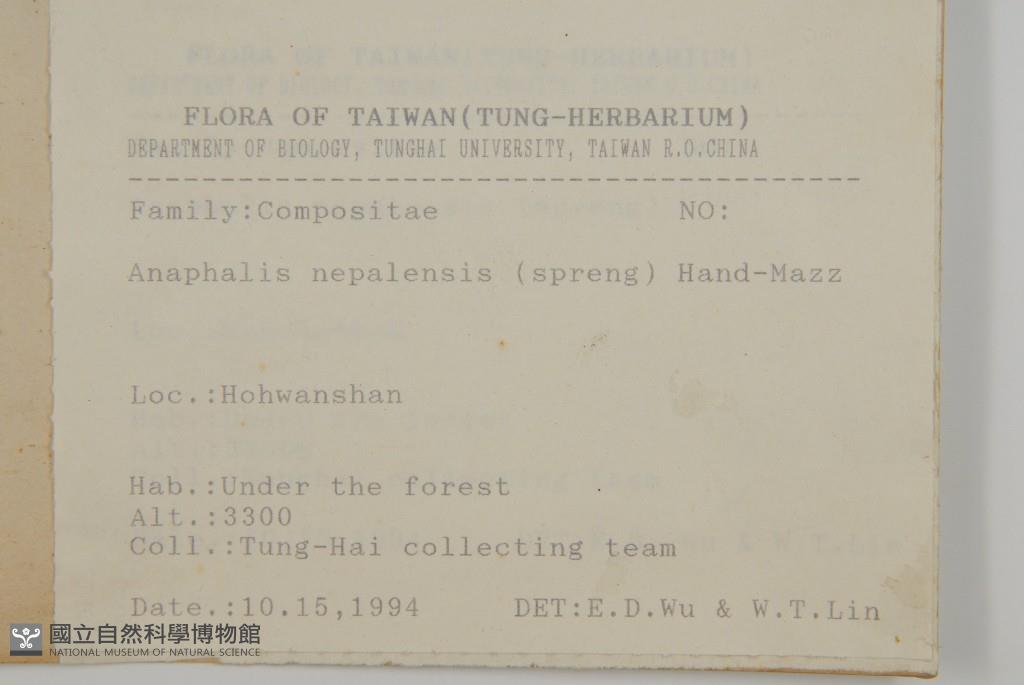 FLORA OF TAIWAN(TUNG-HERBARIUM)
DEPARTMENT OF BIOLOGY, TUNGHAI UNIVERSITY, TAIWAN R.O.CHINA
----------------------------------------
Family:Compositae NO:
Anaphalis nepalensis (spreng) Hand-Mazz
Loc.:Hohwanshan
Hab.:Under the forest
Alt.:3300
Coll.:Tung-Hai collecting team
Date.:10.15,1994 DET:E.D.Wu & W.T.Lin
國立自然科學博物館
NATIONAL MUSEUM OF NATURAL SCIENCE